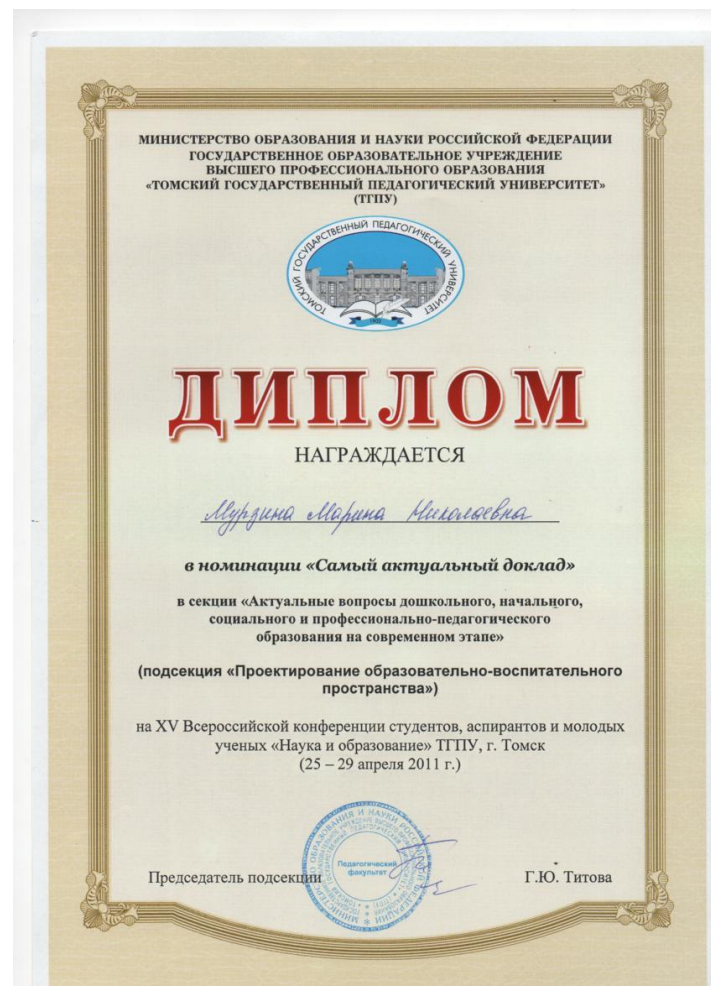 МИНИСТЕРСТВО ОБРАЗОВАНИЯ И НАУКИ РОССИЙСКОЙ ФЕДЕРАЦИИ
ГОСУДАРСТВЕННОЕ ОБРАЗОВАТЕЛЬНОЕ УЧРЕЖДЕНИЕ
ВЫСШЕГО ПРОФЕССИОНАЛЬНОГО ОБРАЗОВАНИЯ
«ТОМСКИЙ ГОСУДАРСТВЕННЫЙ ПЕДАГОГИЧЕСКИЙ УНИВЕРСИТЕТ»
(ТГПУ)
ТОМСКИЙ ГОСУДАРСТВЕННЫЙ ПЕДАГОГИЧЕСКИЙ УНИВЕРСИТЕТ
1902
ДИПЛОМ
НАГРАЖДАЕТСЯ
Мурзина Марина Николаевна
в номинации «Самый актуальный доклад»
в секции «Актуальные вопросы дошкольного, начального,
социального и профессионально-педагогического
образования на современном этапе»
(подсекция «Проектирование образовательно-воспитательного
пространства»)
на XV Всероссийской конференции студентов, аспирантов и молодых
ученых «Наука и образование» ТГПУ, г. Томск
(25 – 29 апреля 2011 г.)
Педагогический
факультет
Председатель подсекции Г.Ю. Титова